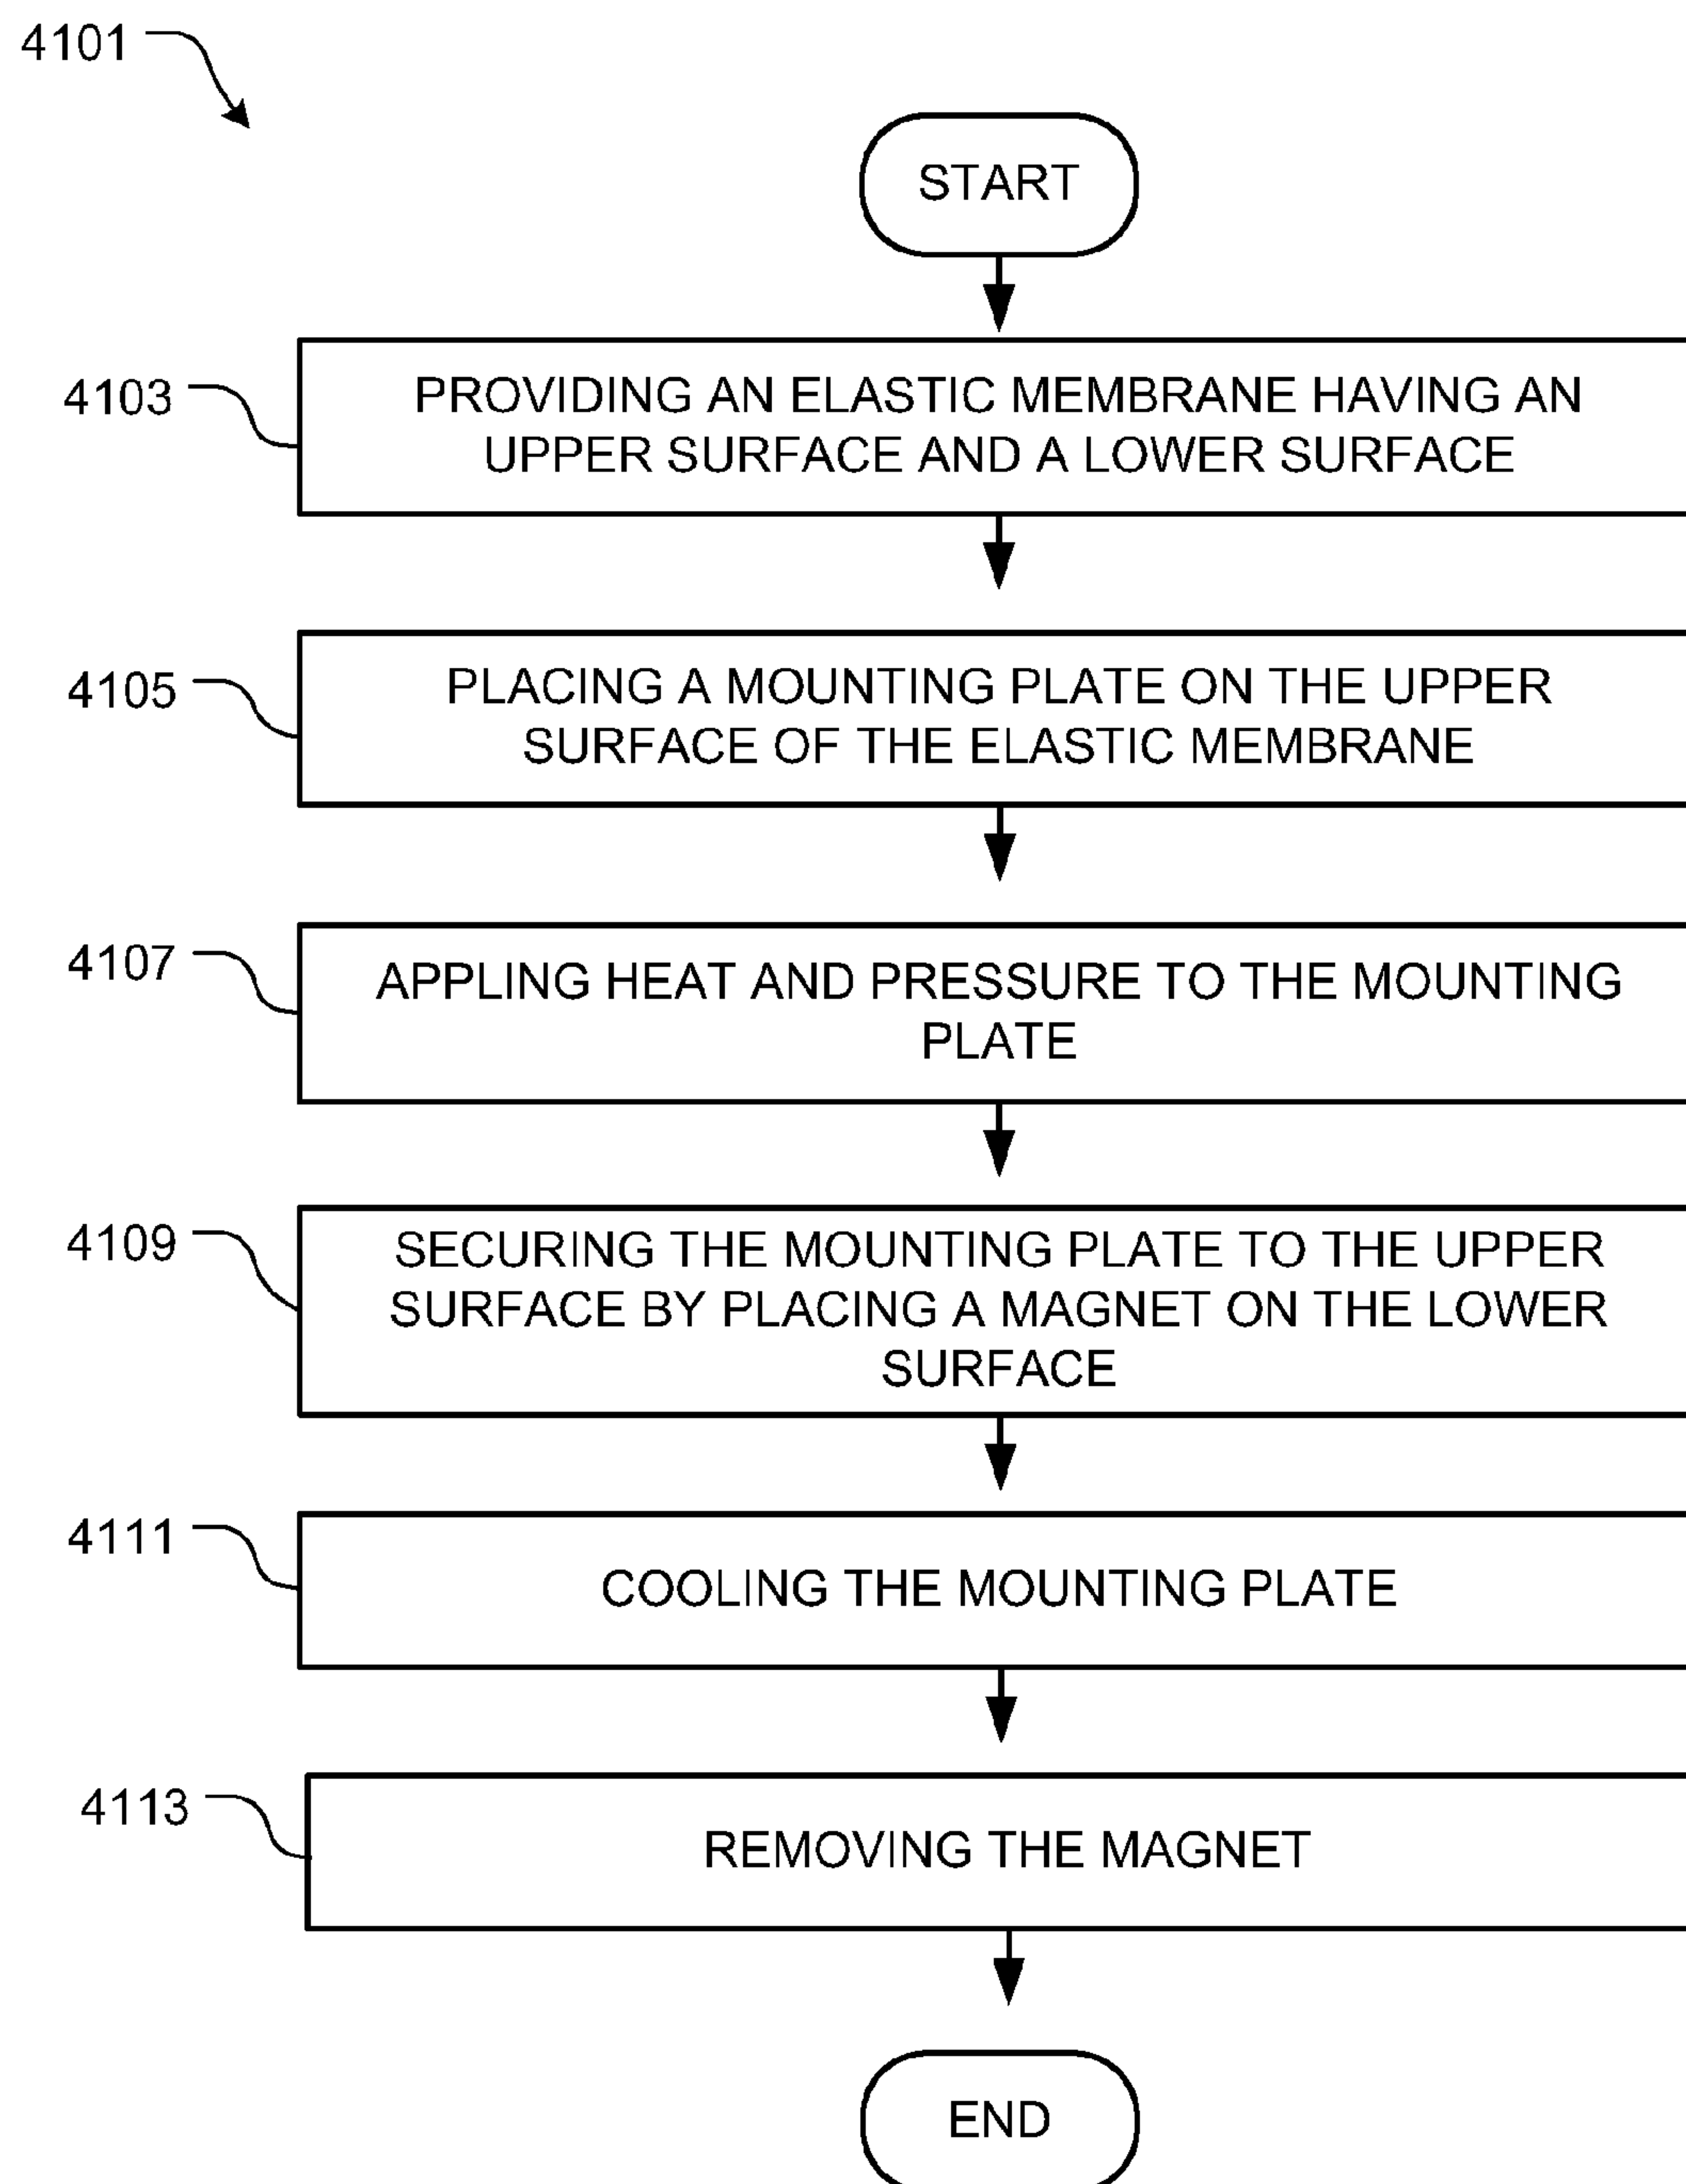 4101
START
4103
PROVIDING AN ELASTIC MEMBRANE HAVING AN
UPPER SURFACE AND A LOWER SURFACE
4105
PLACING A MOUNTING PLATE ON THE UPPER
SURFACE OF THE ELASTIC MEMBRANE
4107
APPLING HEAT AND PRESSURE TO THE MOUNTING
PLATE
4109
SECURING THE MOUNTING PLATE TO THE UPPER
SURFACE BY PLACING A MAGNET ON THE LOWER
SURFACE
4111
COOLING THE MOUNTING PLATE
4113
REMOVING THE MAGNET
END